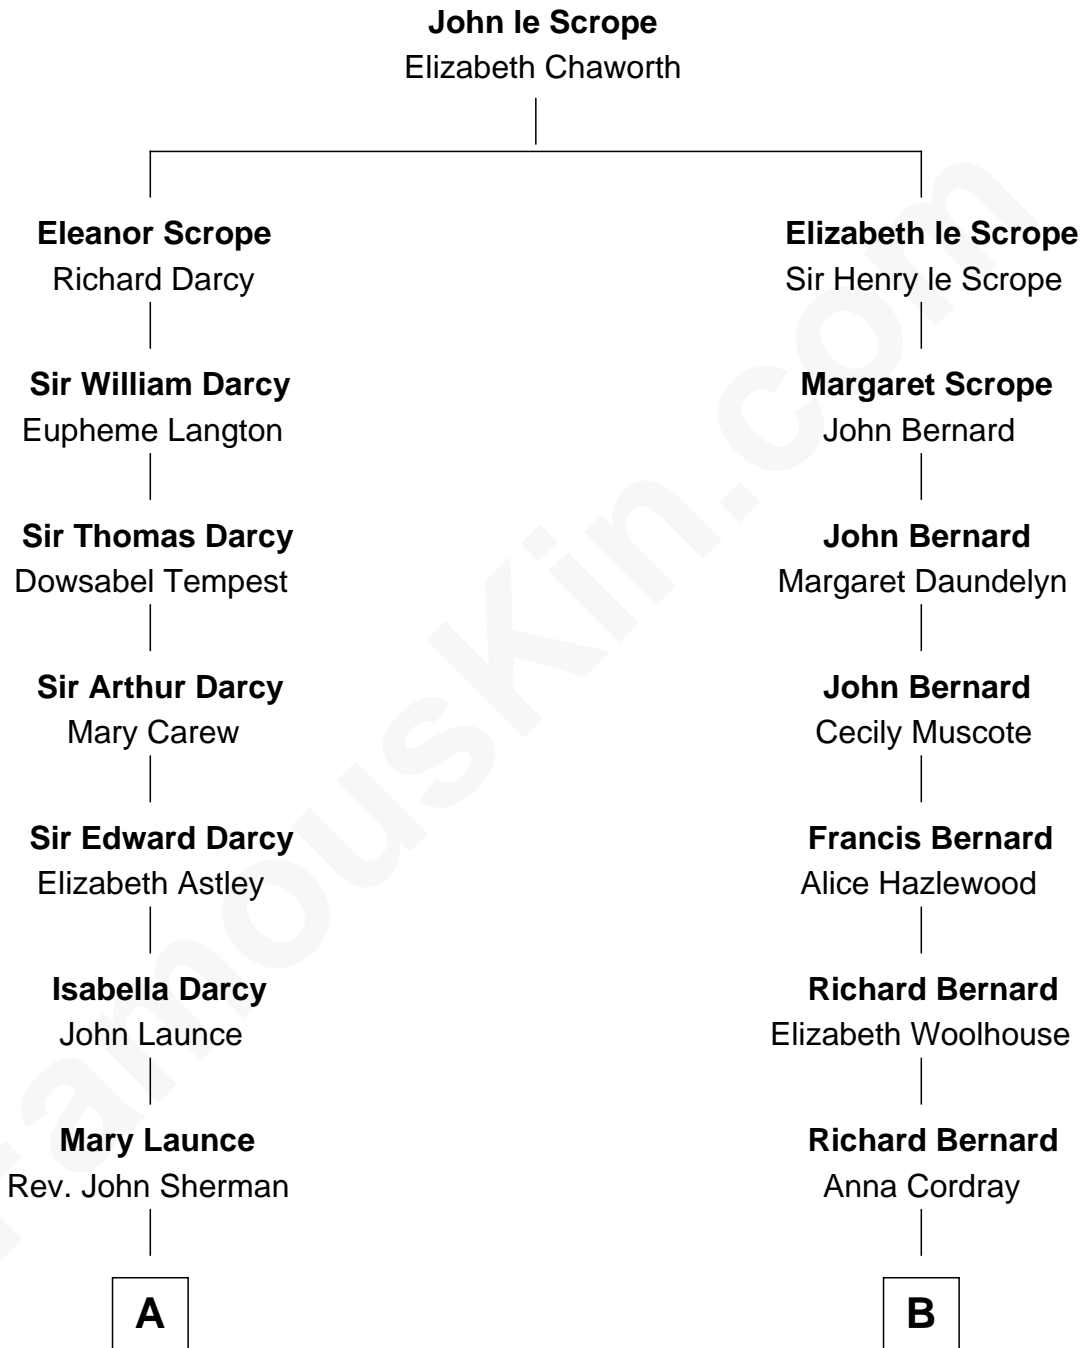 John le Scrope
Elizabeth Chaworth
Eleanor Scrope
Richard Darcy
Elizabeth le Scrope
Sir Henry le Scrope
Sir William Darcy
Eupheme Langton
Margaret Scrope
John Bernard
Sir Thomas Darcy
Dowsabel Tempest
John Bernard
Margaret Daundelyn
Sir Arthur Darcy
Mary Carew
John Bernard
Cecily Muscote
Sir Edward Darcy
Elizabeth Astley
Francis Bernard
Alice Hazlewood
Isabella Darcy
John Launce
Richard Bernard
Elizabeth Woolhouse
Mary Launce
Rev. John Sherman
Richard Bernard
Anna Cordray
A
B
FamousKin.com